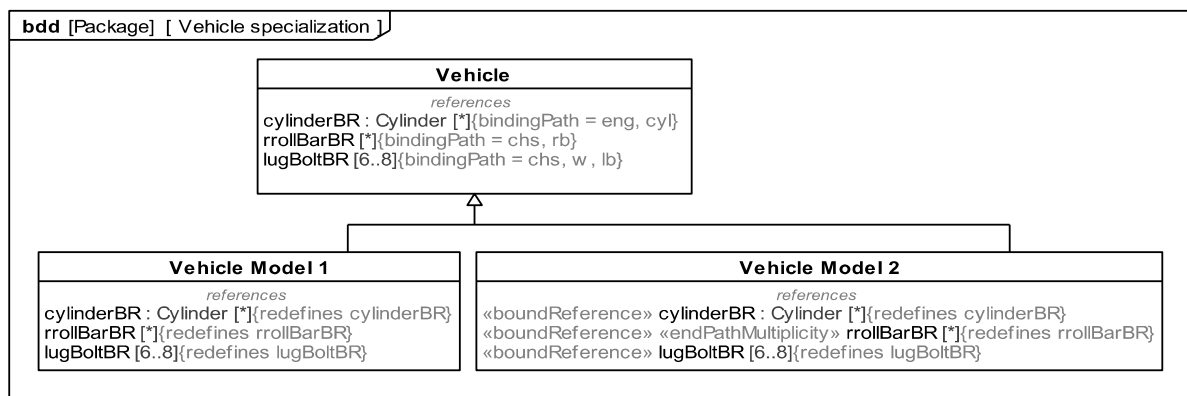 bdd [Package] [ Vehicle specialization ]
Vehicle
references
cylinderBR : Cylinder [*]{bindingPath = eng, cyl}
rrollBarBR [*]{bindingPath = chs, rb}
lugBoltBR [6..8]{bindingPath = chs, w , lb}
Vehicle Model 1
references
cylinderBR : Cylinder [*]{redefines cylinderBR}
rrollBarBR [*]{redefines rrollBarBR}
lugBoltBR [6..8]{redefines lugBoltBR}
Vehicle Model 2
references
«boundReference» cylinderBR : Cylinder [*]{redefines cylinderBR}
«boundReference» «endPathMultiplicity» rrollBarBR [*]{redefines rrollBarBR}
«boundReference» lugBoltBR [6..8]{redefines lugBoltBR}